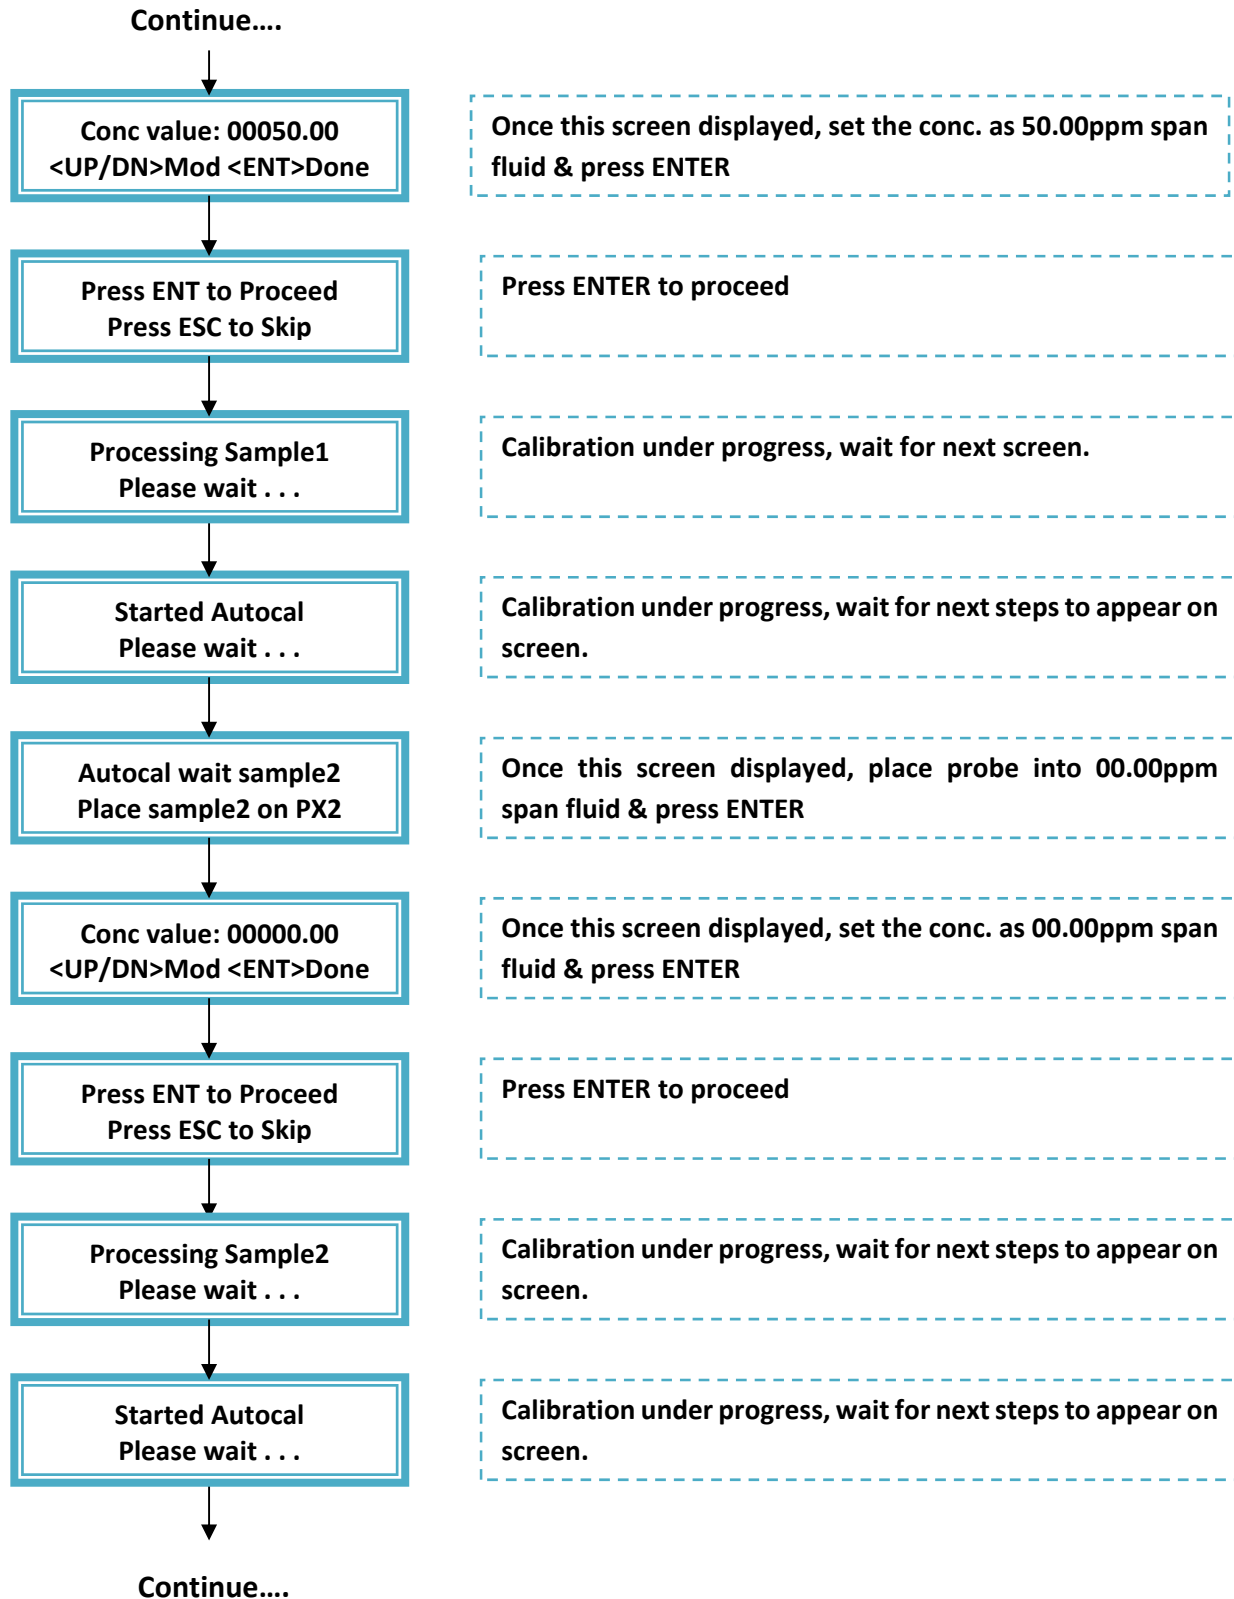 Continue....
Conc value: 00050.00
<UP/DN>Mod <ENT>Done
Once this screen displayed, set the conc. as 50.00ppm span
fluid & press ENTER
Press ENT to Proceed
Press ESC to Skip
Press ENTER to proceed
Processing Sample1
Please wait . . .
Calibration under progress, wait for next screen.
Started Autocal
Please wait . . .
Calibration under progress, wait for next steps to appear on
screen.
Autocal wait sample2
Place sample2 on PX2
Once this screen displayed, place probe into 00.00ppm
span fluid & press ENTER
Conc value: 00000.00
<UP/DN>Mod <ENT>Done
Once this screen displayed, set the conc. as 00.00ppm span
fluid & press ENTER
Press ENT to Proceed
Press ESC to Skip
Press ENTER to proceed
Processing Sample2
Please wait . . .
Calibration under progress, wait for next steps to appear on
screen.
Started Autocal
Please wait . . .
Calibration under progress, wait for next steps to appear on
screen.
Continue....